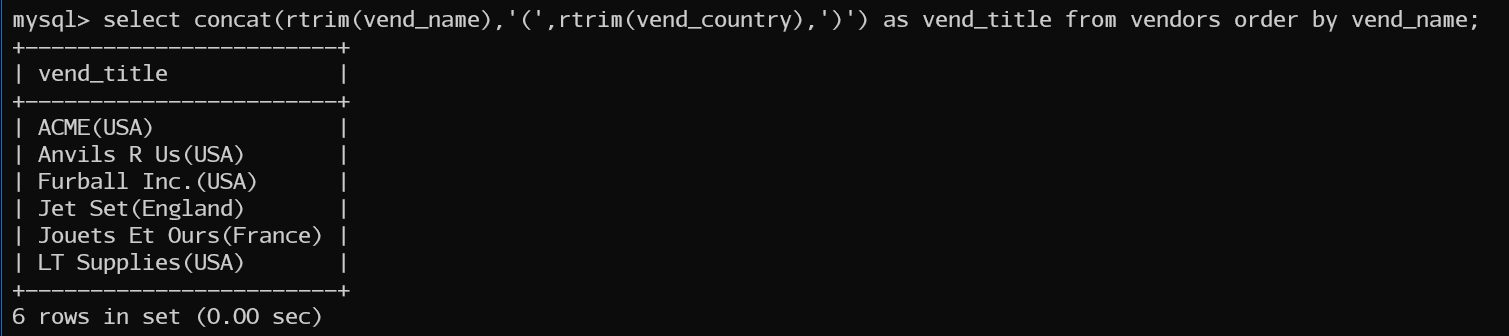 mysql> select concat(rtrim(vend_name),'(',rtrim(vend_country),')') as vend_title from vendors order by vend_name;
+------------------------+
| vend_title             |
+------------------------+
| ACME(USA)              |
| Anvils R Us(USA)       |
| Furball Inc.(USA)      |
| Jet Set(England)       |
| Jouets Et Ours(France) |
| LT Supplies(USA)       |
+------------------------+
6 rows in set (0.00 sec)